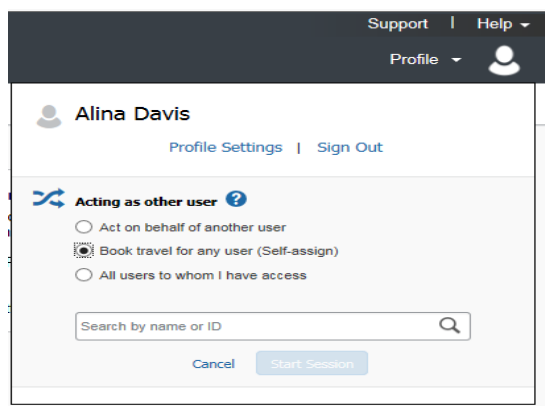 Support | Help
Profile
Alina Davis
Profile Settings | Sign Out
Acting as other user ?
Act on behalf of another user
Book travel for any user (Self-assign)
All users to whom I have access
Search by name or ID
Cancel Start Session